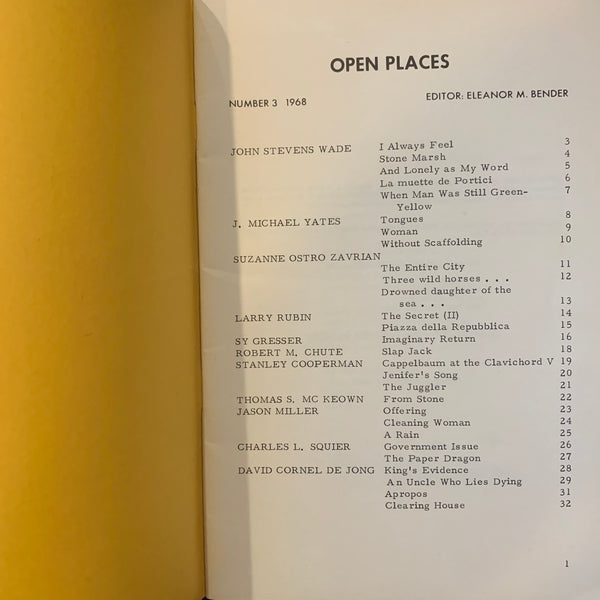 OPEN PLACES
NUMBER 3 1968 EDITOR: ELEANOR M. BENDER
JOHN STEVENS WADE I Always Feel 3
Stone Marsh 4
And Lonely as My Word 5
La muette de Portici 6
When Man Was Still Green- 7
Yellow
J. MICHAEL YATES Tongues 8
Woman 9
Without Scaffolding 10
SUZANNE OSTRO ZAVRIAN
The Entire City 11
Three wild horses . . . 12
Drowned daughter of the
sea . . . 13
LARRY RUBIN The Secret (II) 14
Piazza della Repubblica 15
SY GRESSER Imaginary Return 16
ROBERT M. CHUTE Slap Jack 18
STANLEY COOPERMAN Cappelbaum at the Clavichord V 19
Jenifer's Song 20
The Juggler 21
THOMAS S. MC KEOWN From Stone 22
JASON MILLER Offering 23
Cleaning Woman 24
A Rain 25
CHARLES L. SQUIER Government Issue 26
The Paper Dragon 27
DAVID CORNEL DE JONG King's Evidence 28
An Uncle Who Lies Dying 29
Apropos 31
Clearing House 32
1